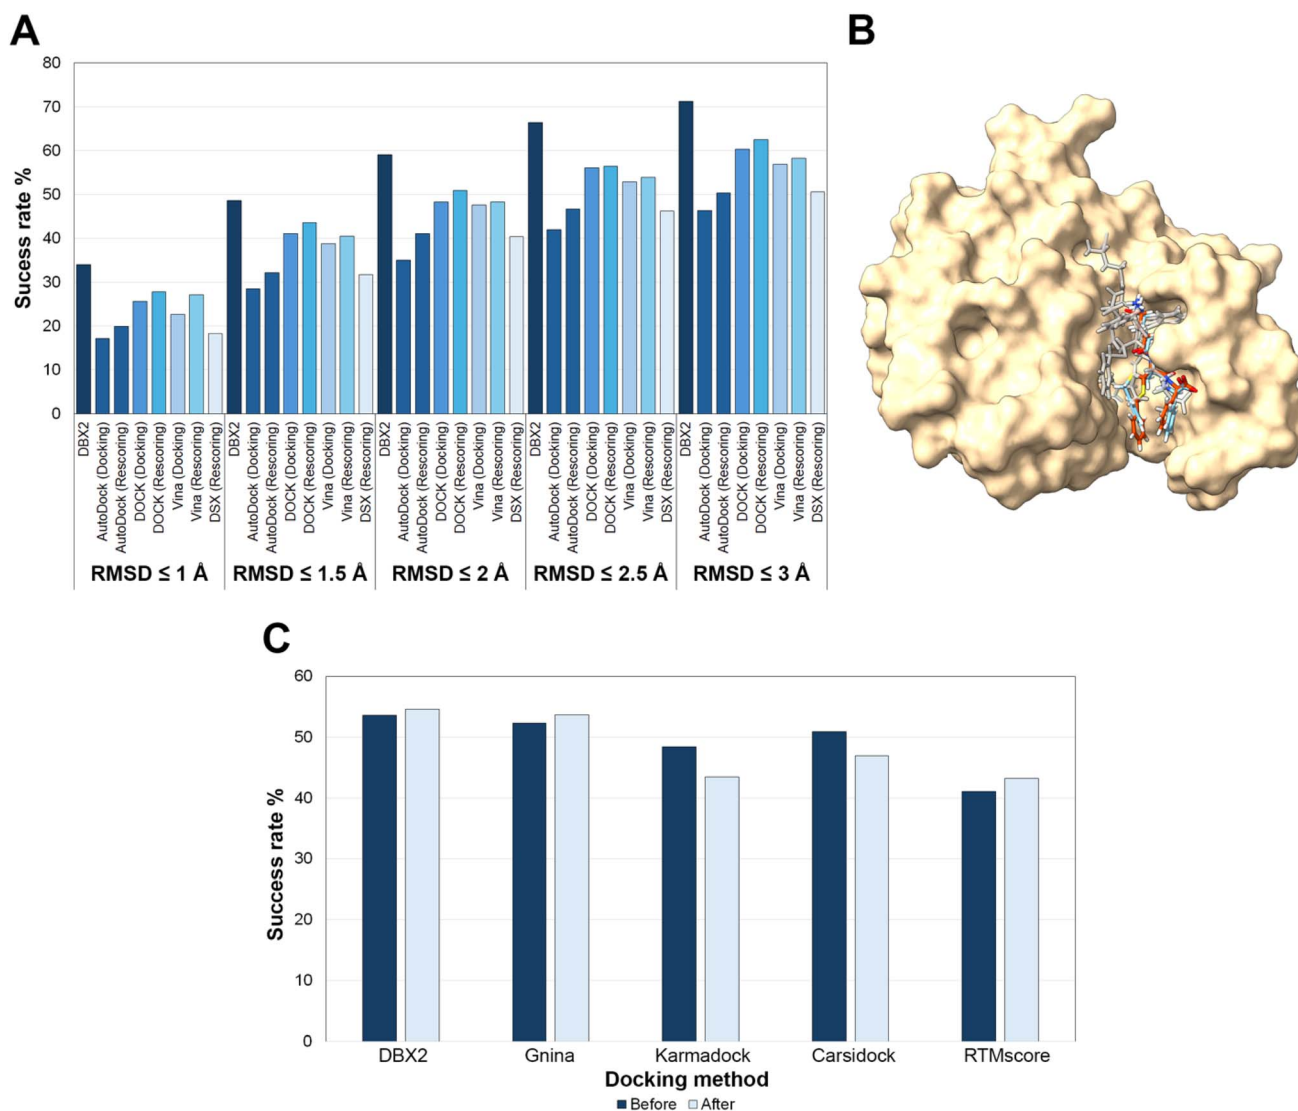 A
B
80
70
60
50
40
30
20
10
0
Sucess rate %
DBX2
AutoDock (Docking)
AutoDock (Rescoring)
DOCK (Docking)
DOCK (Rescoring)
Vina (Docking)
Vina (Rescoring)
DSX (Rescoring)
DBX2
AutoDock (Docking)
AutoDock (Rescoring)
DOCK (Docking)
DOCK (Rescoring)
Vina (Docking)
Vina (Rescoring)
DSX (Rescoring)
DBX2
AutoDock (Docking)
AutoDock (Rescoring)
DOCK (Docking)
DOCK (Rescoring)
Vina (Docking)
Vina (Rescoring)
DSX (Rescoring)
DBX2
AutoDock (Docking)
AutoDock (Rescoring)
DOCK (Docking)
DOCK (Rescoring)
Vina (Docking)
Vina (Rescoring)
DSX (Rescoring)
DBX2
AutoDock (Docking)
AutoDock (Rescoring)
DOCK (Docking)
DOCK (Rescoring)
Vina (Docking)
Vina (Rescoring)
DSX (Rescoring)
RMSD ≤ 1 Å
RMSD ≤ 1.5 Å
RMSD ≤ 2 Å
RMSD ≤ 2.5 Å
RMSD ≤ 3 Å
C
60
50
40
30
20
10
0
Success rate %
DBX2
Gnina
Karmadock
Carsidock
RTMscore
Docking method
Before
After